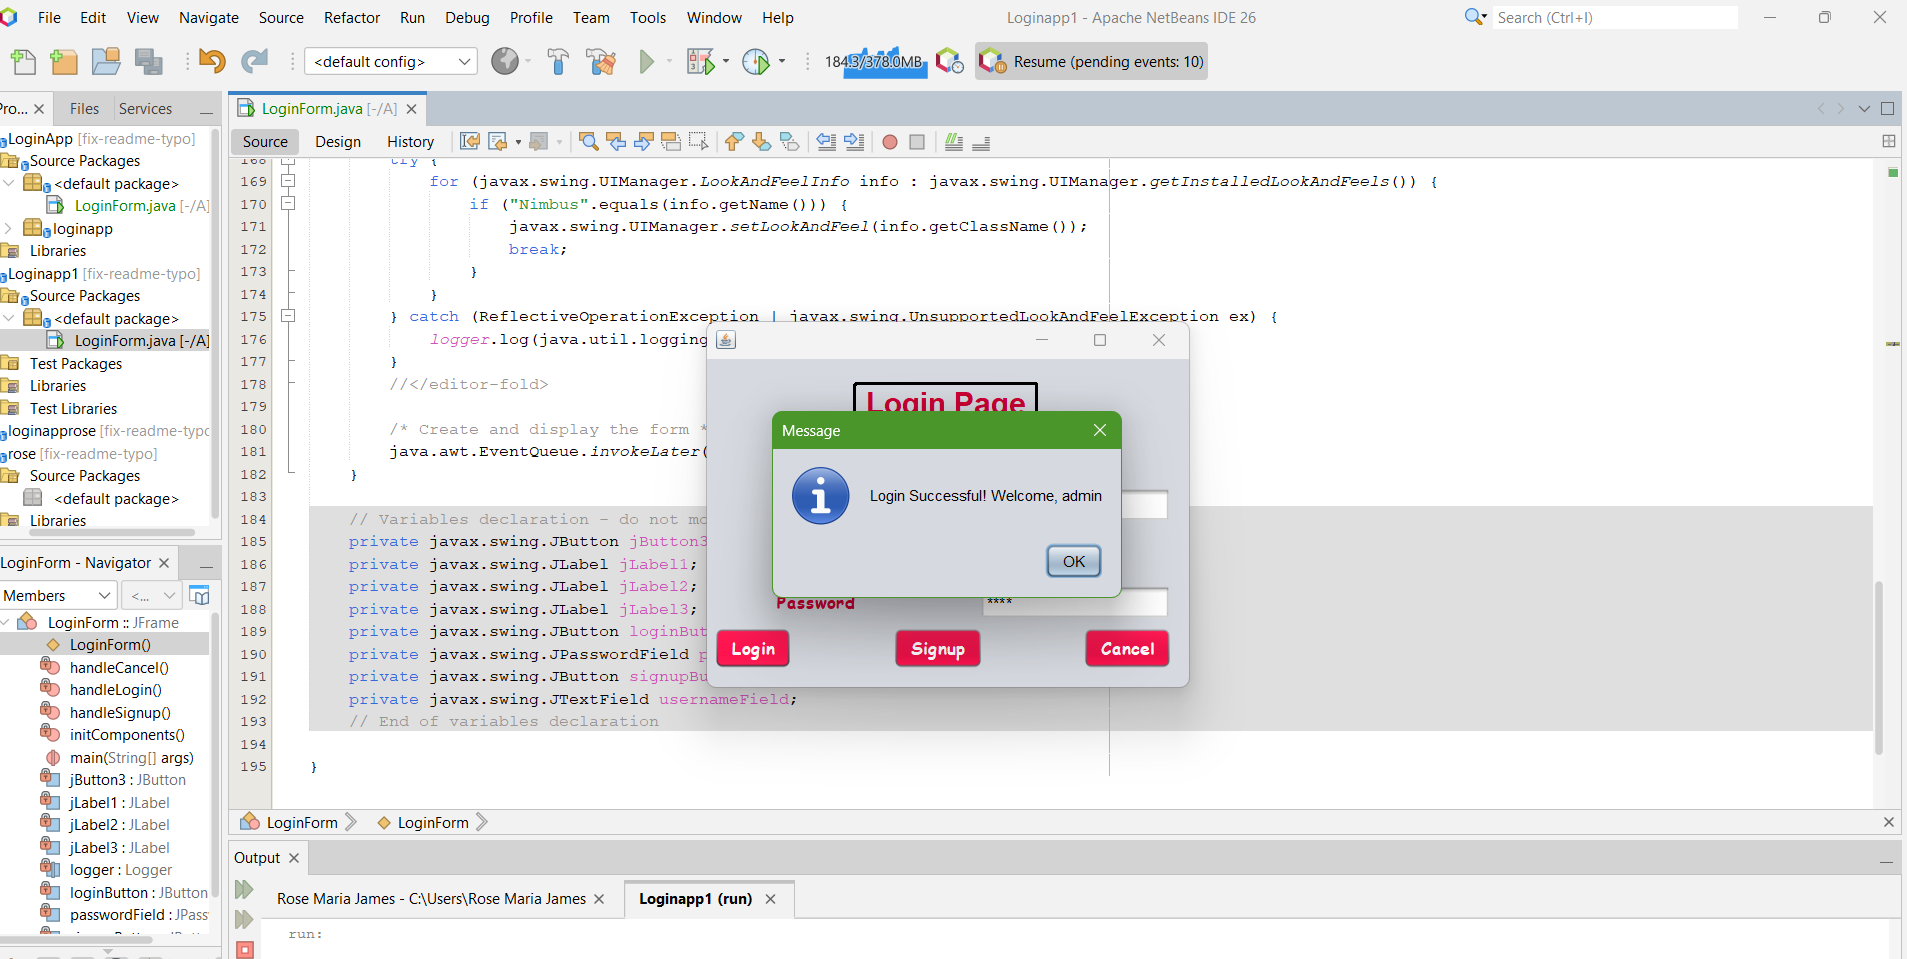 File Edit View Navigate Source Refactor Run Debug Profile Team Tools Window Help
Loginapp1 - Apache NetBeans IDE 26
Search (Ctrl+I)
<default config>
184.3/378.0MB
Resume (pending events: 10)
Pro...
Files
Services
LoginApp [fix-readme-typo]
Source Packages
<default package>
LoginForm.java [-/A]
loginapp
Libraries
Loginapp1 [fix-readme-typo]
Source Packages
<default package>
LoginForm.java [-/A]
Test Packages
Libraries
Test Libraries
loginapprose [fix-readme-typo
rose [fix-readme-typo]
Source Packages
<default package>
Libraries
LoginForm - Navigator
Members
<...
LoginForm :: JFrame
LoginForm()
handleCancel()
handleLogin()
handleSignup()
initComponents()
main(String[] args)
jButton3 : JButton
jLabel1 : JLabel
jLabel2 : JLabel
jLabel3 : JLabel
logger : Logger
loginButton : JButton
passwordField : JPass
LoginForm.java [-/A]
Source Design History
168 try {
169 for (javax.swing.UIManager.LookAndFeelInfo info : javax.swing.UIManager.getInstalledLookAndFeels()) {
170 if ("Nimbus".equals(info.getName())) {
171 javax.swing.UIManager.setLookAndFeel(info.getClassName());
172 break;
173 }
174 }
175 } catch (ReflectiveOperationException | javax.swing.UnsupportedLookAndFeelException ex) {
176 logger.log(java.util.logging
177 }
178 //</editor-fold>
179
180 /* Create and display the form *
181 java.awt.EventQueue.invokeLater(
182 }
183
184 // Variables declaration - do not mo
185 private javax.swing.JButton jButton3
186 private javax.swing.JLabel jLabel1;
187 private javax.swing.JLabel jLabel2;
188 private javax.swing.JLabel jLabel3;
189 private javax.swing.JButton loginBut
190 private javax.swing.JPasswordField p
191 private javax.swing.JButton signupBu
192 private javax.swing.JTextField usernameField;
193 // End of variables declaration
194
195 }
Login Page
Message
Login Successful! Welcome, admin
OK
Password
****
Login
Signup
Cancel
LoginForm
LoginForm
Output
Rose Maria James - C:\Users\Rose Maria James
Loginapp1 (run)
run: